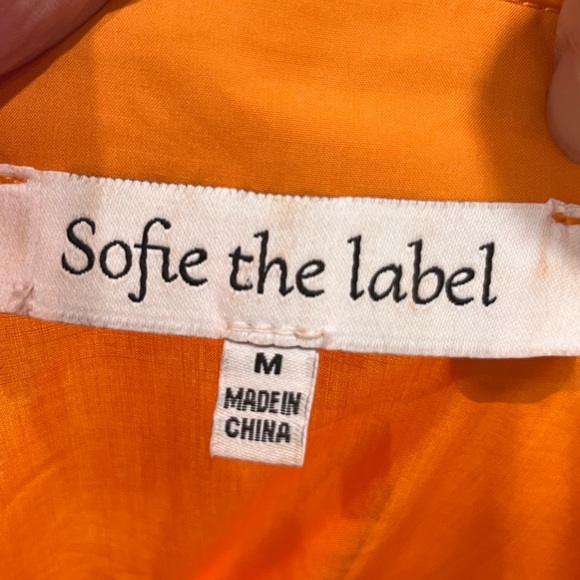 Sofie the label
M
MADE IN
CHINA